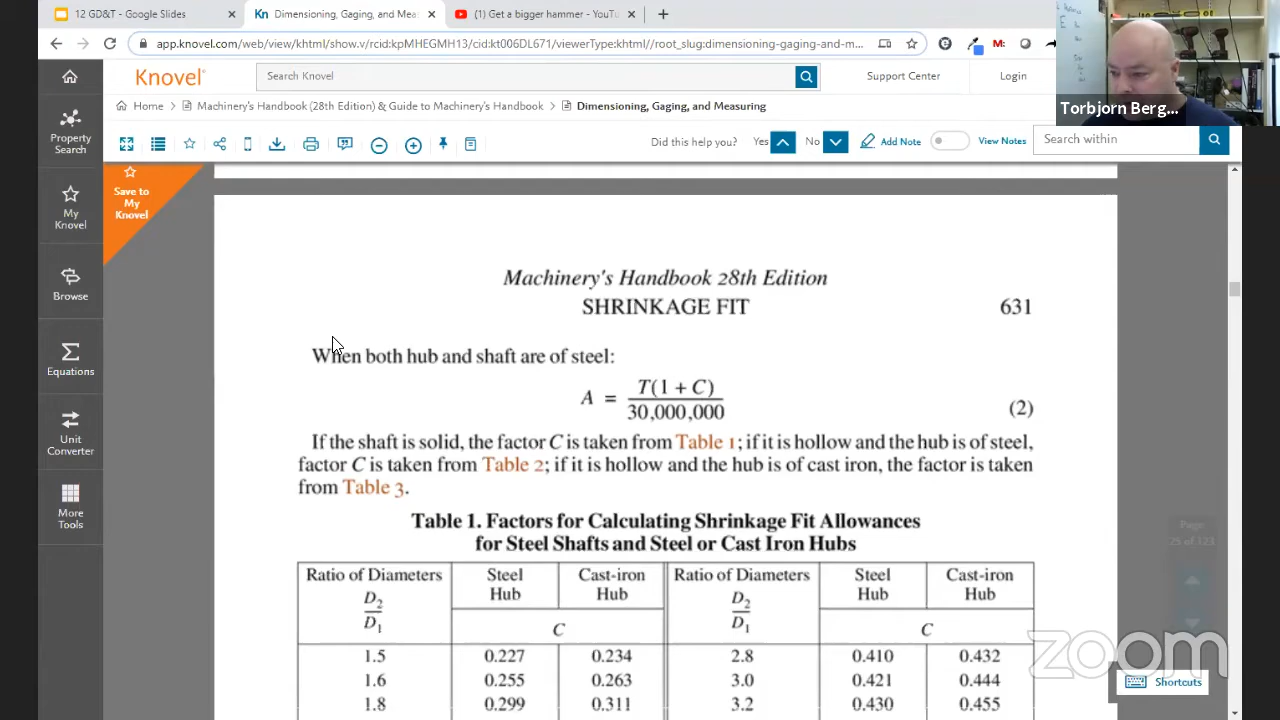 12 GD&T - Google Slides
Dimensioning, Gaging, and Mea
(1) Get a bigger hammer - YouTu
app.knovel.com/web/view/khtml/show.v/rcid:kpMHEGMH13/cid:kt006DL671/viewerType:khtml//root_slug:dimensioning-gaging-and-m...
Knovel
Search Knovel
Support Center
Login
Torbjorn Berg...
Home > Machinery's Handbook (28th Edition) & Guide to Machinery's Handbook > Dimensioning, Gaging, and Measuring
Did this help you? Yes No Add Note View Notes
Search within
Property
Search
My
Knovel
Browse
Equations
Unit
Converter
More
Tools
Save to
My
Knovel
Machinery's Handbook 28th Edition
SHRINKAGE FIT 631
When both hub and shaft are of steel:
A = T(1 + C) / 30,000,000 (2)
If the shaft is solid, the factor C is taken from Table 1; if it is hollow and the hub is of steel,
factor C is taken from Table 2; if it is hollow and the hub is of cast iron, the factor is taken
from Table 3.
Table 1. Factors for Calculating Shrinkage Fit Allowances
for Steel Shafts and Steel or Cast Iron Hubs
Ratio of Diameters Steel Cast-iron Ratio of Diameters Steel Cast-iron
D2/D1 Hub Hub D2/D1 Hub Hub
C C
1.5 0.227 0.234 2.8 0.410 0.432
1.6 0.255 0.263 3.0 0.421 0.444
1.8 0.299 0.311 3.2 0.430 0.455
Page
25 of 123
zoom
Shortcuts